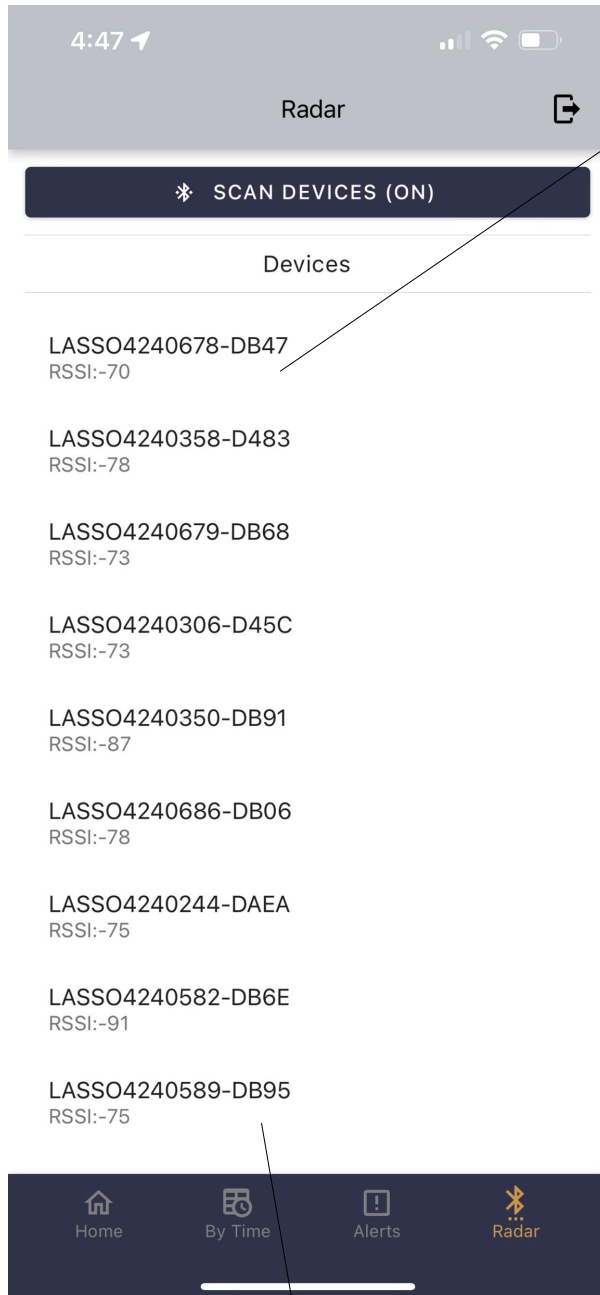 4:47
Radar
SCAN DEVICES (ON)
Devices
LASSO4240678-DB47
RSSI:-70
LASSO4240358-D483
RSSI:-78
LASSO4240679-DB68
RSSI:-73
LASSO4240306-D45C
RSSI:-73
LASSO4240350-DB91
RSSI:-87
LASSO4240686-DB06
RSSI:-78
LASSO4240244-DAEA
RSSI:-75
LASSO4240582-DB6E
RSSI:-91
LASSO4240589-DB95
RSSI:-75
Home By Time Alerts Radar